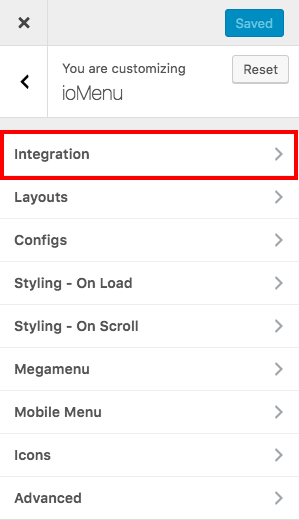 Saved
You are customizing
Reset
ioMenu
Integration
Layouts
Configs
Styling - On Load
Styling - On Scroll
Megamenu
Mobile Menu
Icons
Advanced